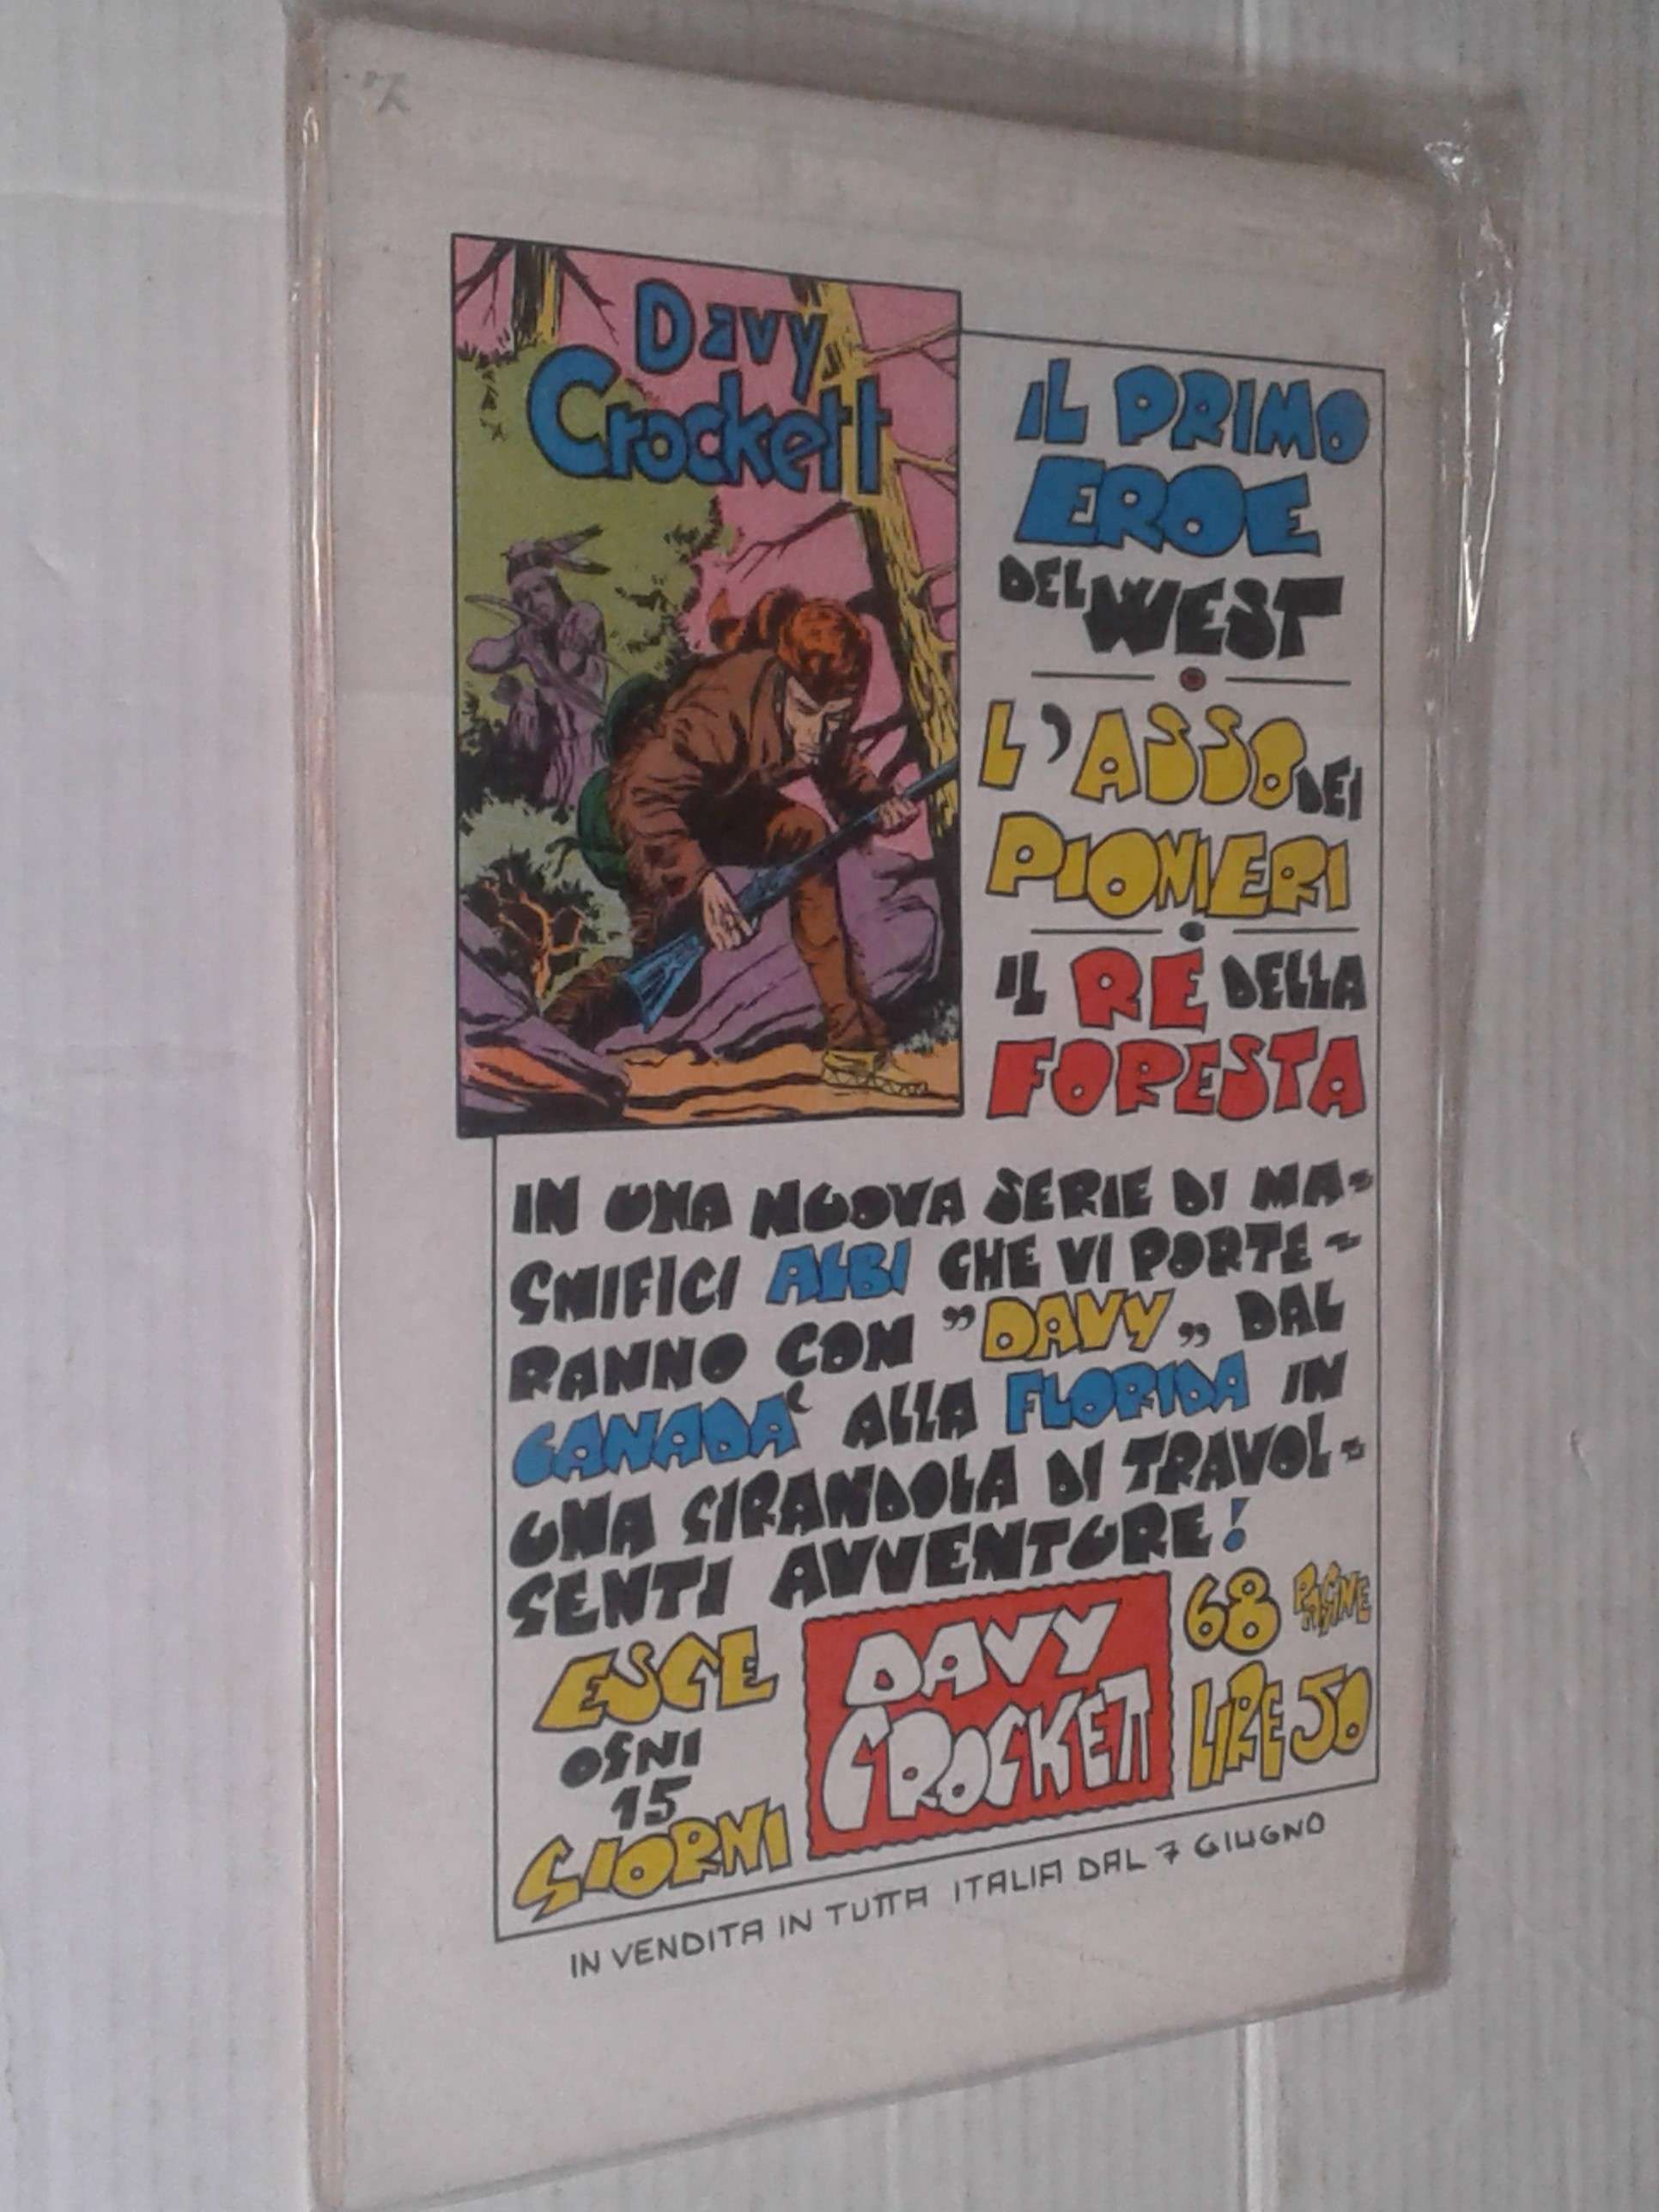 Davy
Crockett
IL PRIMO
EROE
DEL WEST
L'ASSO DEI
PIONIERI
IL RE DELLA
FORESTA
IN UNA NUOVA SERIE DI MA-
GNIFICI ALBI CHE VI PORTE-
RANNO CON "DAVY" DAL
CANADA' ALLA FLORIDA IN
UNA GIRANDOLA DI TRAVOL-
GENTI AVVENTURE!
ESCE
OGNI
15
GIORNI
DAVY
CROCKETT
68 PAGINE
LIRE 50
IN VENDITA IN TUTTA ITALIA DAL 7 GIUGNO